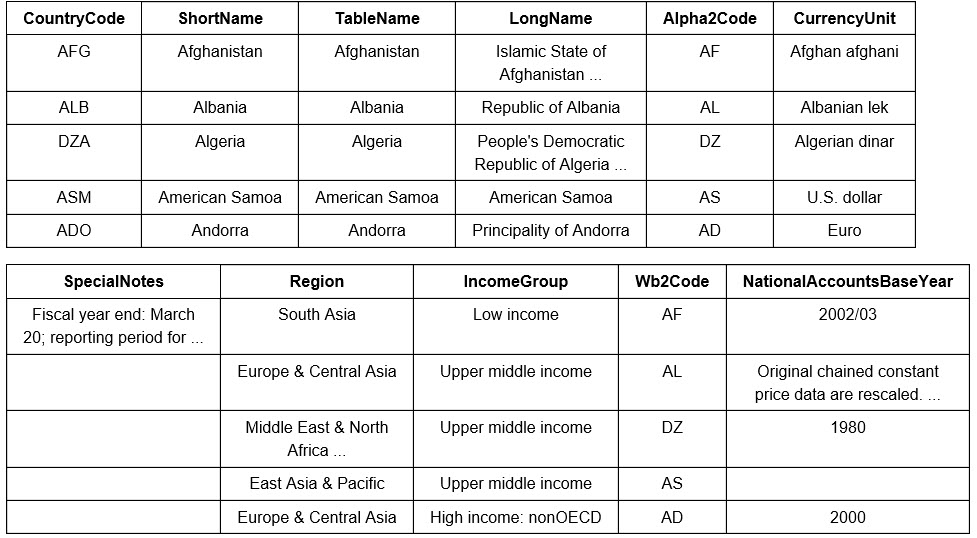 CountryCode ShortName TableName LongName Alpha2Code CurrencyUnit
AFG Afghanistan Afghanistan Islamic State of AF Afghan afghani
Afghanistan ...
ALB Albania Albania Republic of Albania AL Albanian lek
DZA Algeria Algeria People's Democratic DZ Algerian dinar
Republic of Algeria ...
ASM American Samoa American Samoa American Samoa AS U.S. dollar
ADO Andorra Andorra Principality of Andorra AD Euro
SpecialNotes Region IncomeGroup Wb2Code NationalAccountsBaseYear
Fiscal year end: March South Asia Low income AF 2002/03
20; reporting period for ...
Europe & Central Asia Upper middle income AL Original chained constant
price data are rescaled. ...
Middle East & North Upper middle income DZ 1980
Africa ...
East Asia & Pacific Upper middle income AS
Europe & Central Asia High income: nonOECD AD 2000